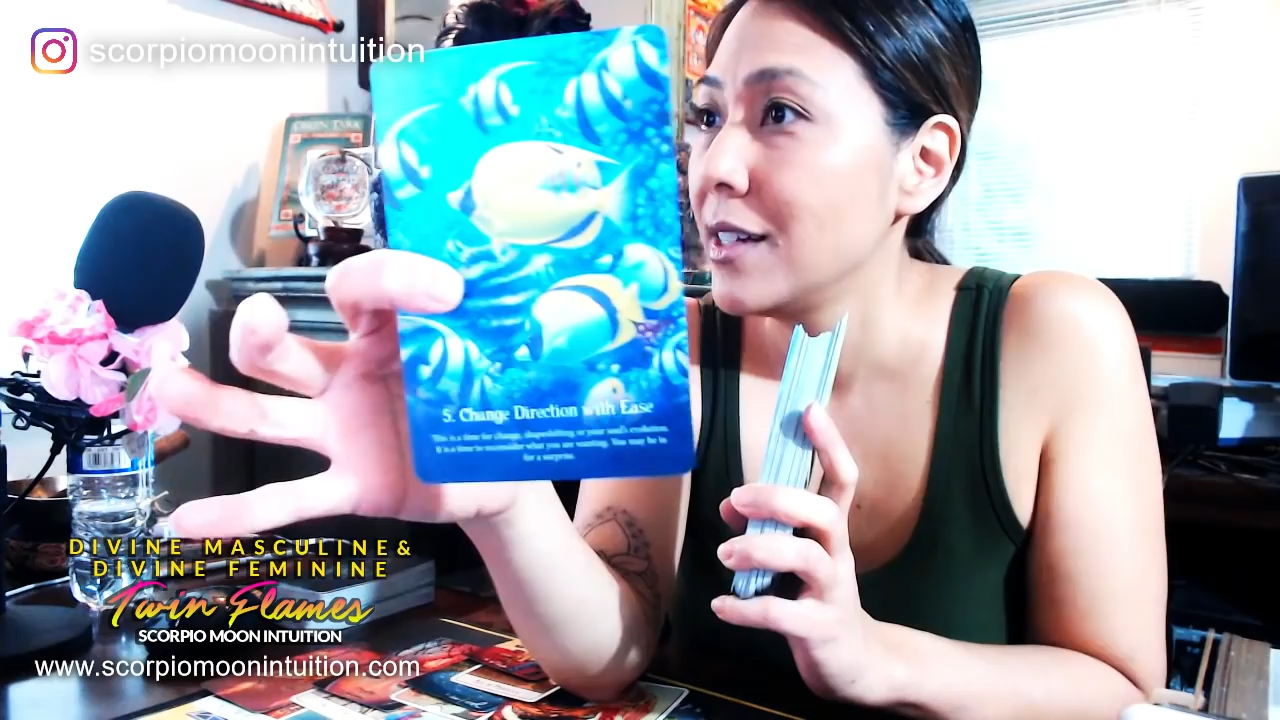 scorpiomoonintuition
GREEN TARA
5. Change Direction with Ease
This is a time for change, shapeshifting or your soul's evolution.
It is a time to reconsider what you are wanting. You may be in
for a surprise.
DIVINE MASCULINE&
DIVINE FEMININE
Twin Flames
SCORPIO MOON INTUITION
www.scorpiomoonintuition.com